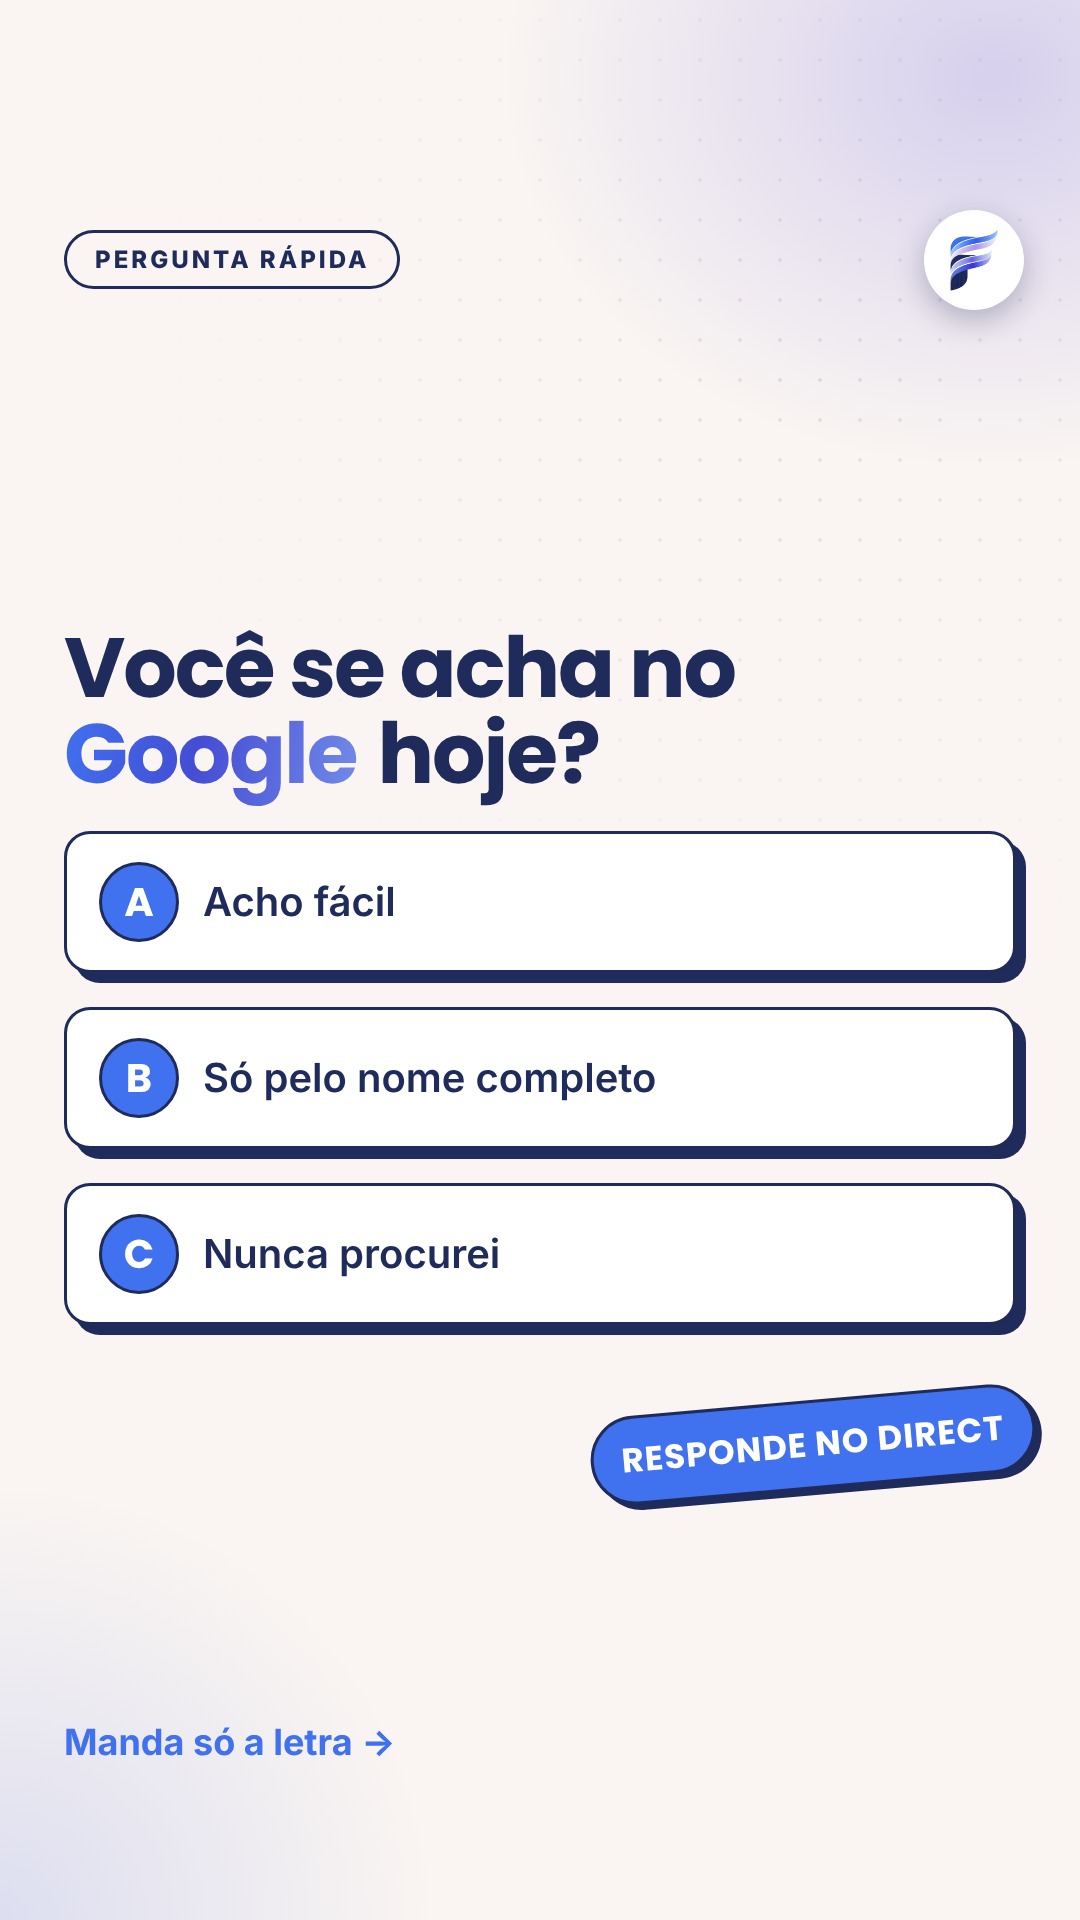 PERGUNTA RÁPIDA
Você se acha no
Google hoje?
A Acho fácil
B Só pelo nome completo
C Nunca procurei
RESPONDE NO DIRECT
Manda só a letra →